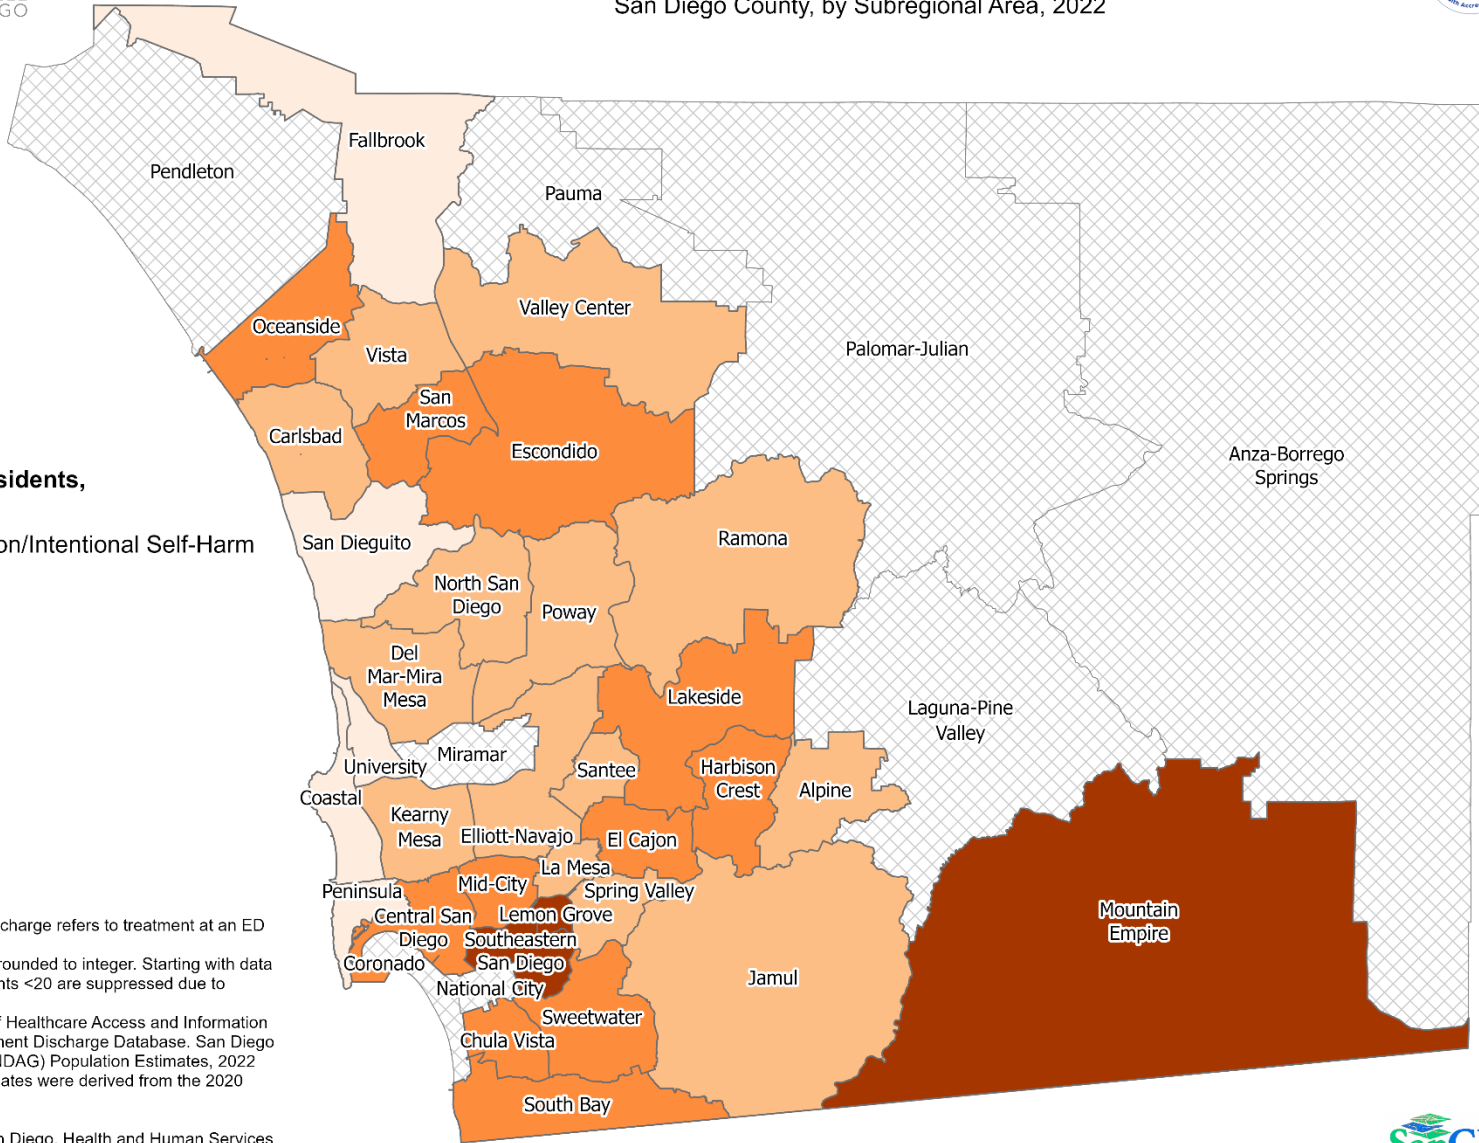 GO
San Diego County, by Subregional Area, 2022
Fallbrook
Pendleton
Pauma
Valley Center
Oceanside
Vista
Palomar-Julian
San
Marcos
Carlsbad
Escondido
Anza-Borrego
Springs
sidents,
on/Intentional Self-Harm
San Dieguito
Ramona
North San
Diego
Poway
Del
Mar-Mira
Mesa
Lakeside
Laguna-Pine
Valley
Miramar
University
Santee
Harbison
Crest
Alpine
Coastal
Kearny
Mesa
Elliott-Navajo
El Cajon
La Mesa
Mid-City
Spring Valley
Peninsula
Central San
Diego
Lemon Grove
Mountain
Empire
Southeastern
San Diego
Coronado
National City
Jamul
Sweetwater
Chula Vista
South Bay
charge refers to treatment at an ED
rounded to integer. Starting with data
nts <20 are suppressed due to
f Healthcare Access and Information
ment Discharge Database. San Diego
NDAG) Population Estimates, 2022
ates were derived from the 2020
n Diego, Health and Human Services